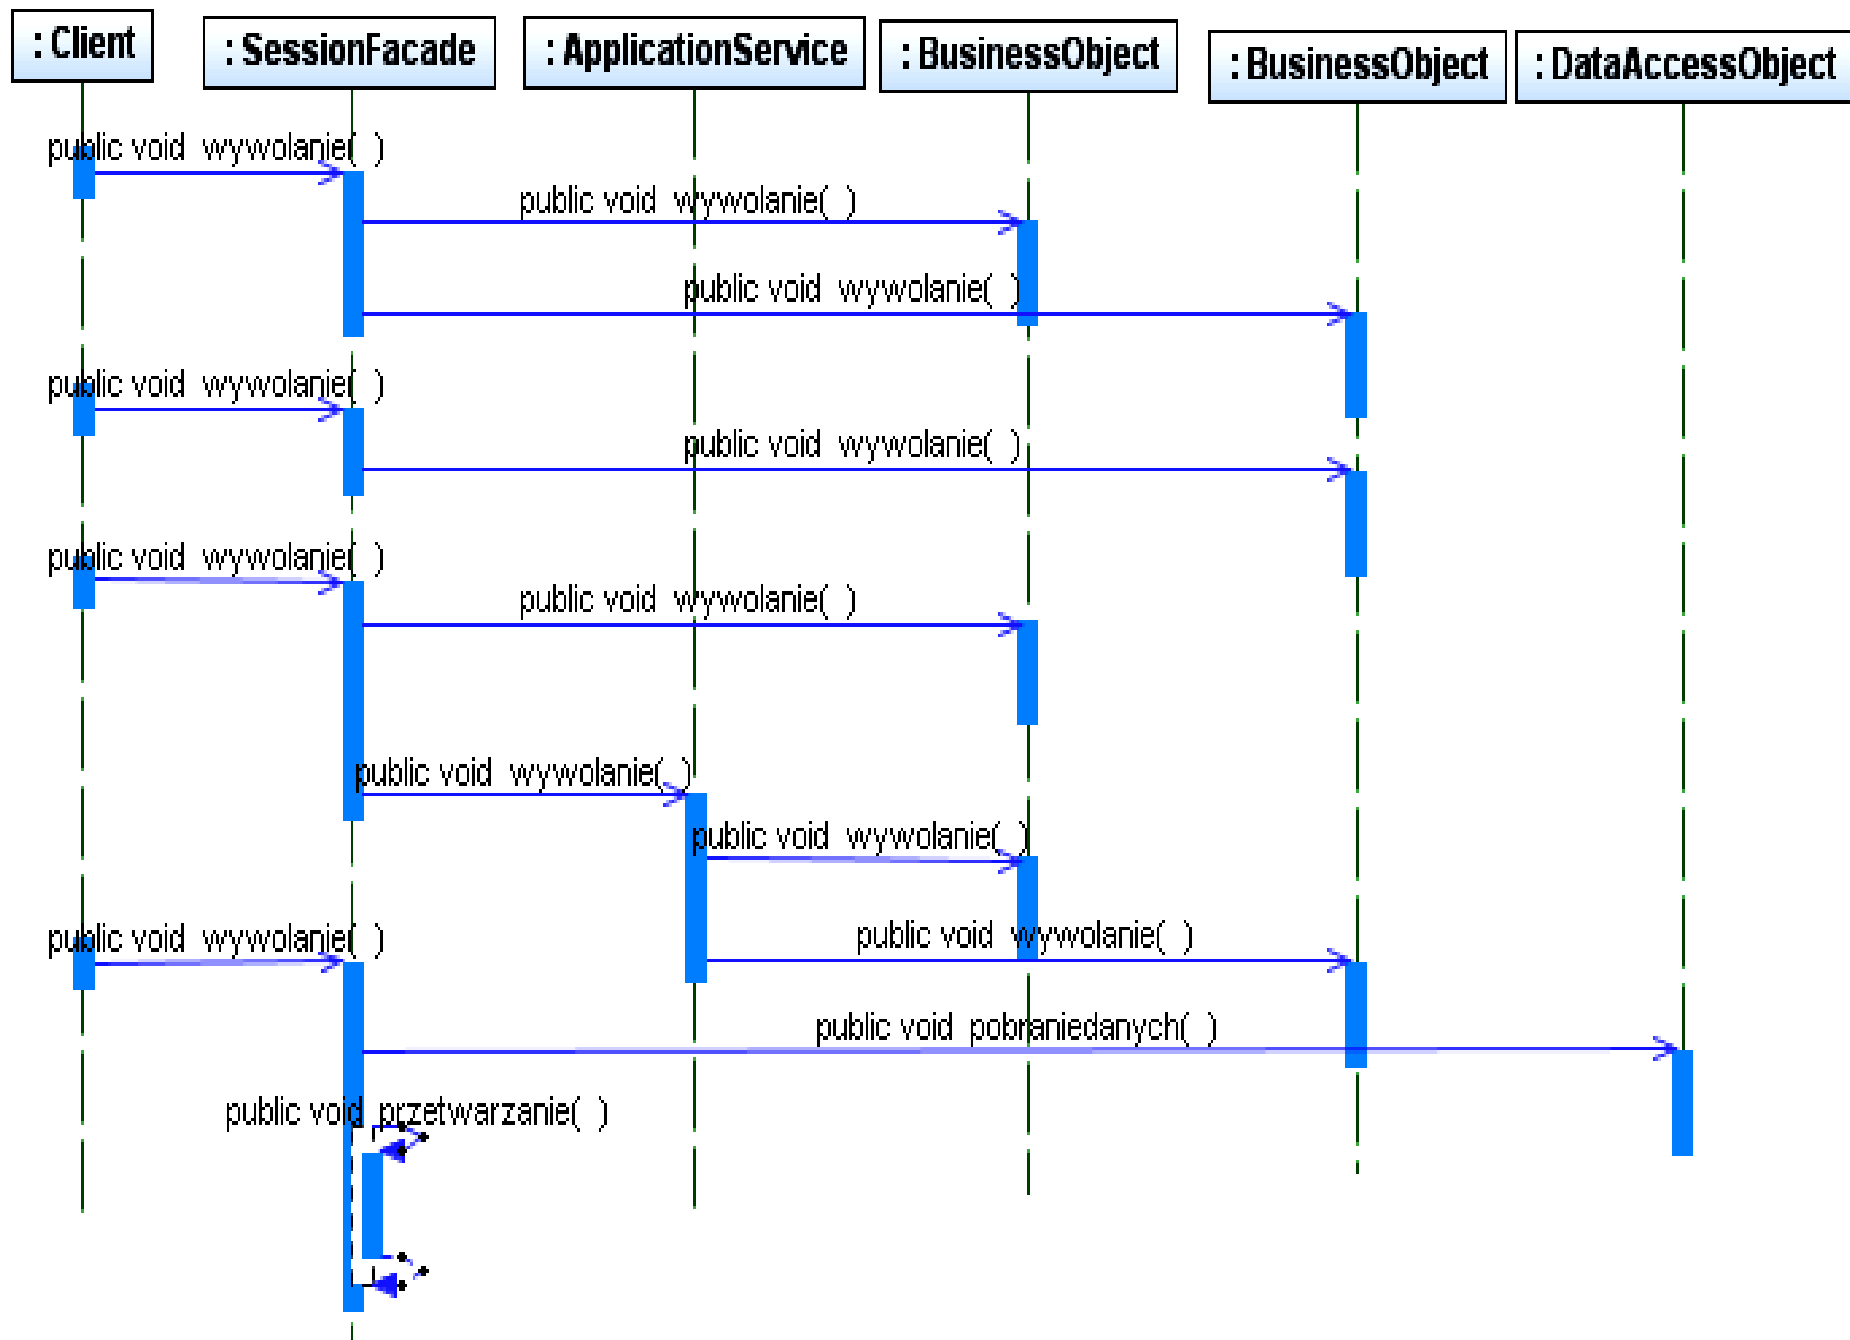 : Client
: SessionFacade
: ApplicationService
: BusinessObject
: BusinessObject
: DataAccessObject
public void wywolanie( )
public void wywolanie( )
public void wywolanie( )
public void wywolanie( )
public void wywolanie( )
public void wywolanie( )
public void wywolanie( )
public void wywolanie( )
public void wywolanie( )
public void wywolanie( )
public void wywolanie( )
public void pobraniedanych( )
public void przetwarzanie( )